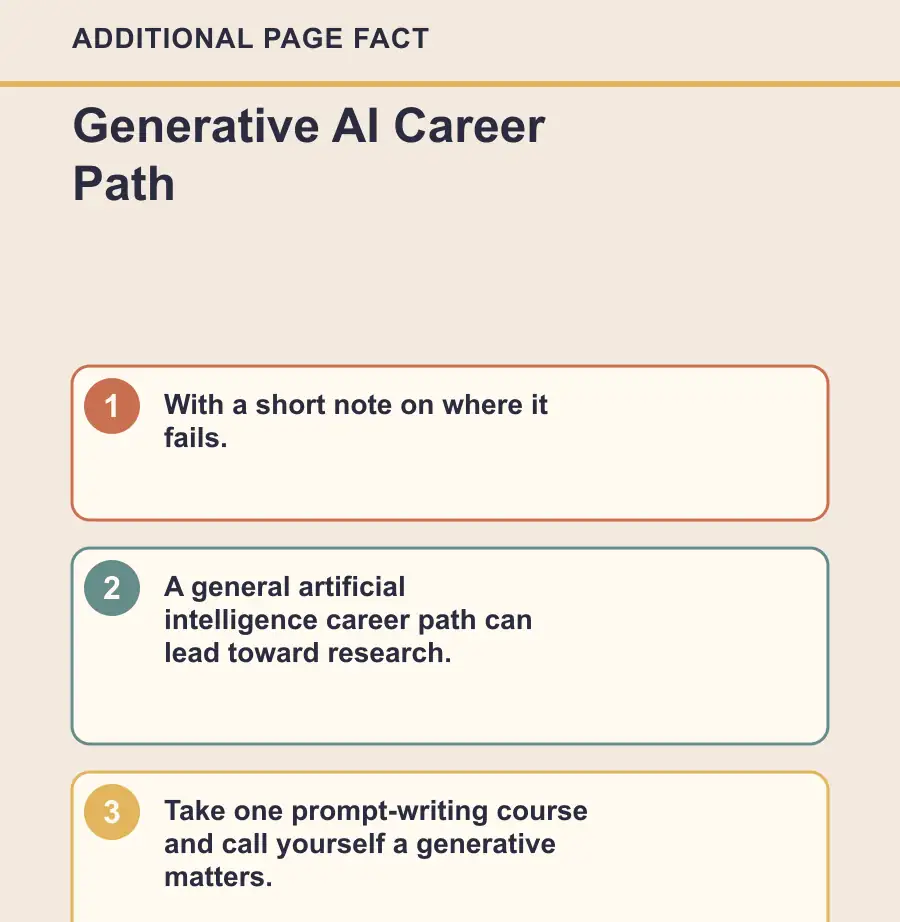 ADDITIONAL PAGE FACT
Generative AI Career
Path
1
With a short note on where it
fails.
2
A general artificial
intelligence career path can
lead toward research.
3
Take one prompt-writing course
and call yourself a generative
matters.